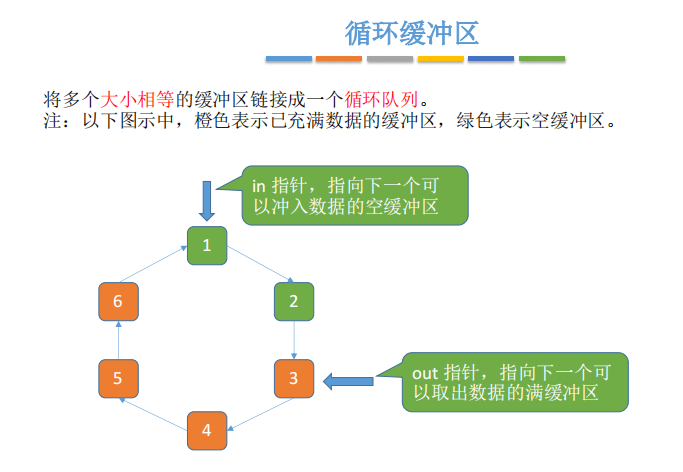 循环缓冲区
将多个大小相等的缓冲区链接成一个循环队列。
注：以下图示中，橙色表示已充满数据的缓冲区，绿色表示空缓冲区。
in 指针，指向下一个可
以冲入数据的空缓冲区
1
6
2
5
3
out 指针，指向下一个可
以取出数据的满缓冲区
4